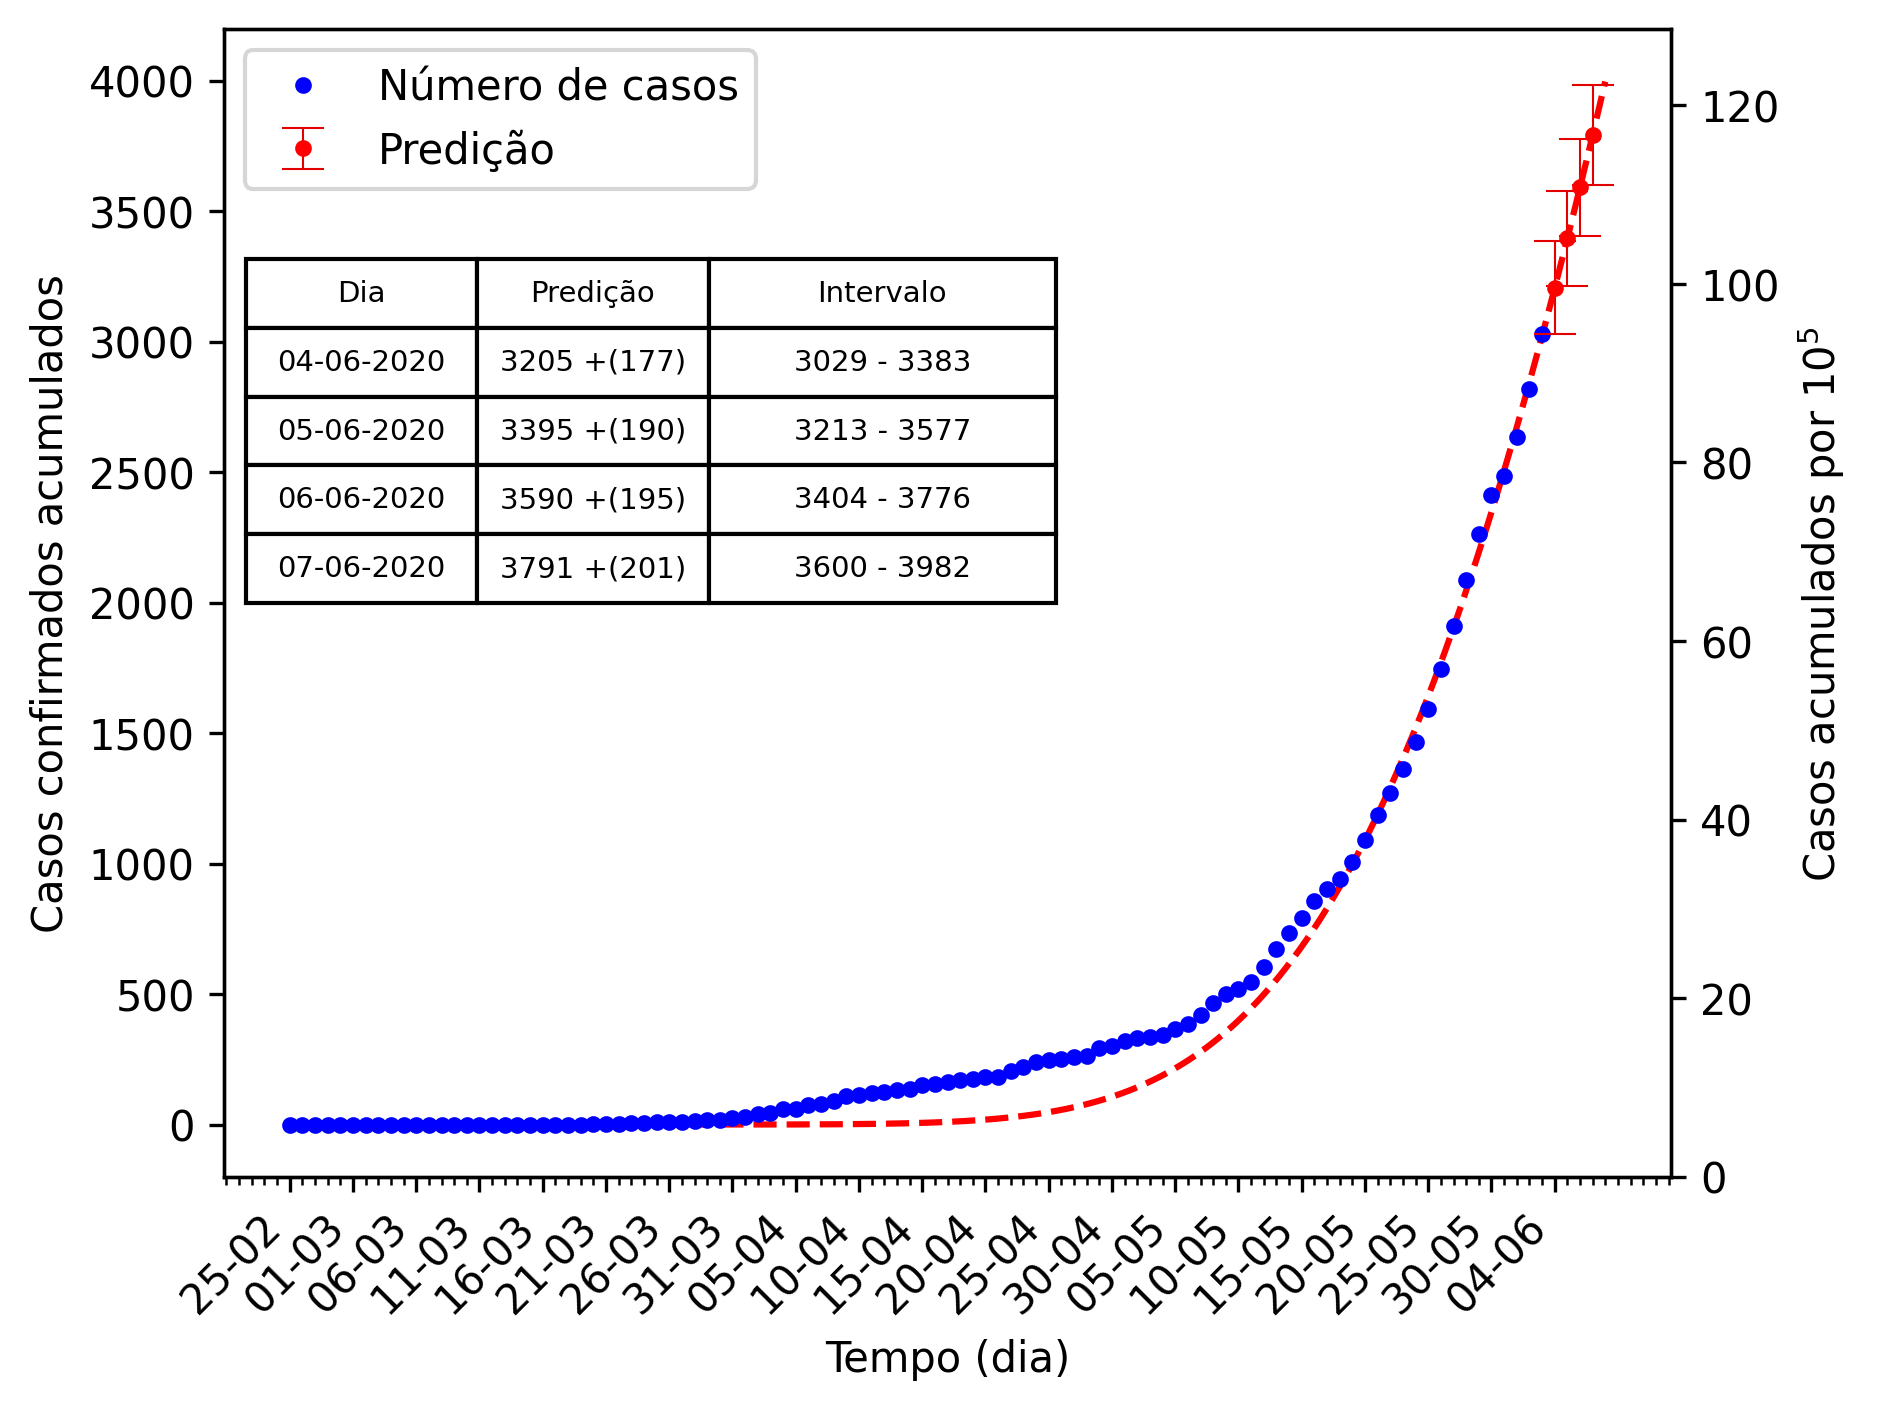 Número de casos
Predição
Dia Predição Intervalo
04-06-2020 3205 +(177) 3029 - 3383
05-06-2020 3395 +(190) 3213 - 3577
06-06-2020 3590 +(195) 3404 - 3776
07-06-2020 3791 +(201) 3600 - 3982
Casos confirmados acumulados
4000
3500
3000
2500
2000
1500
1000
500
0
120
100
80
60
40
20
0
Casos acumulados por 10⁵
25-02 01-03 06-03 11-03 16-03 21-03 26-03 31-03 05-04 10-04 15-04 20-04 25-04 30-04 05-05 10-05 15-05 20-05 25-05 30-05 04-06
Tempo (dia)